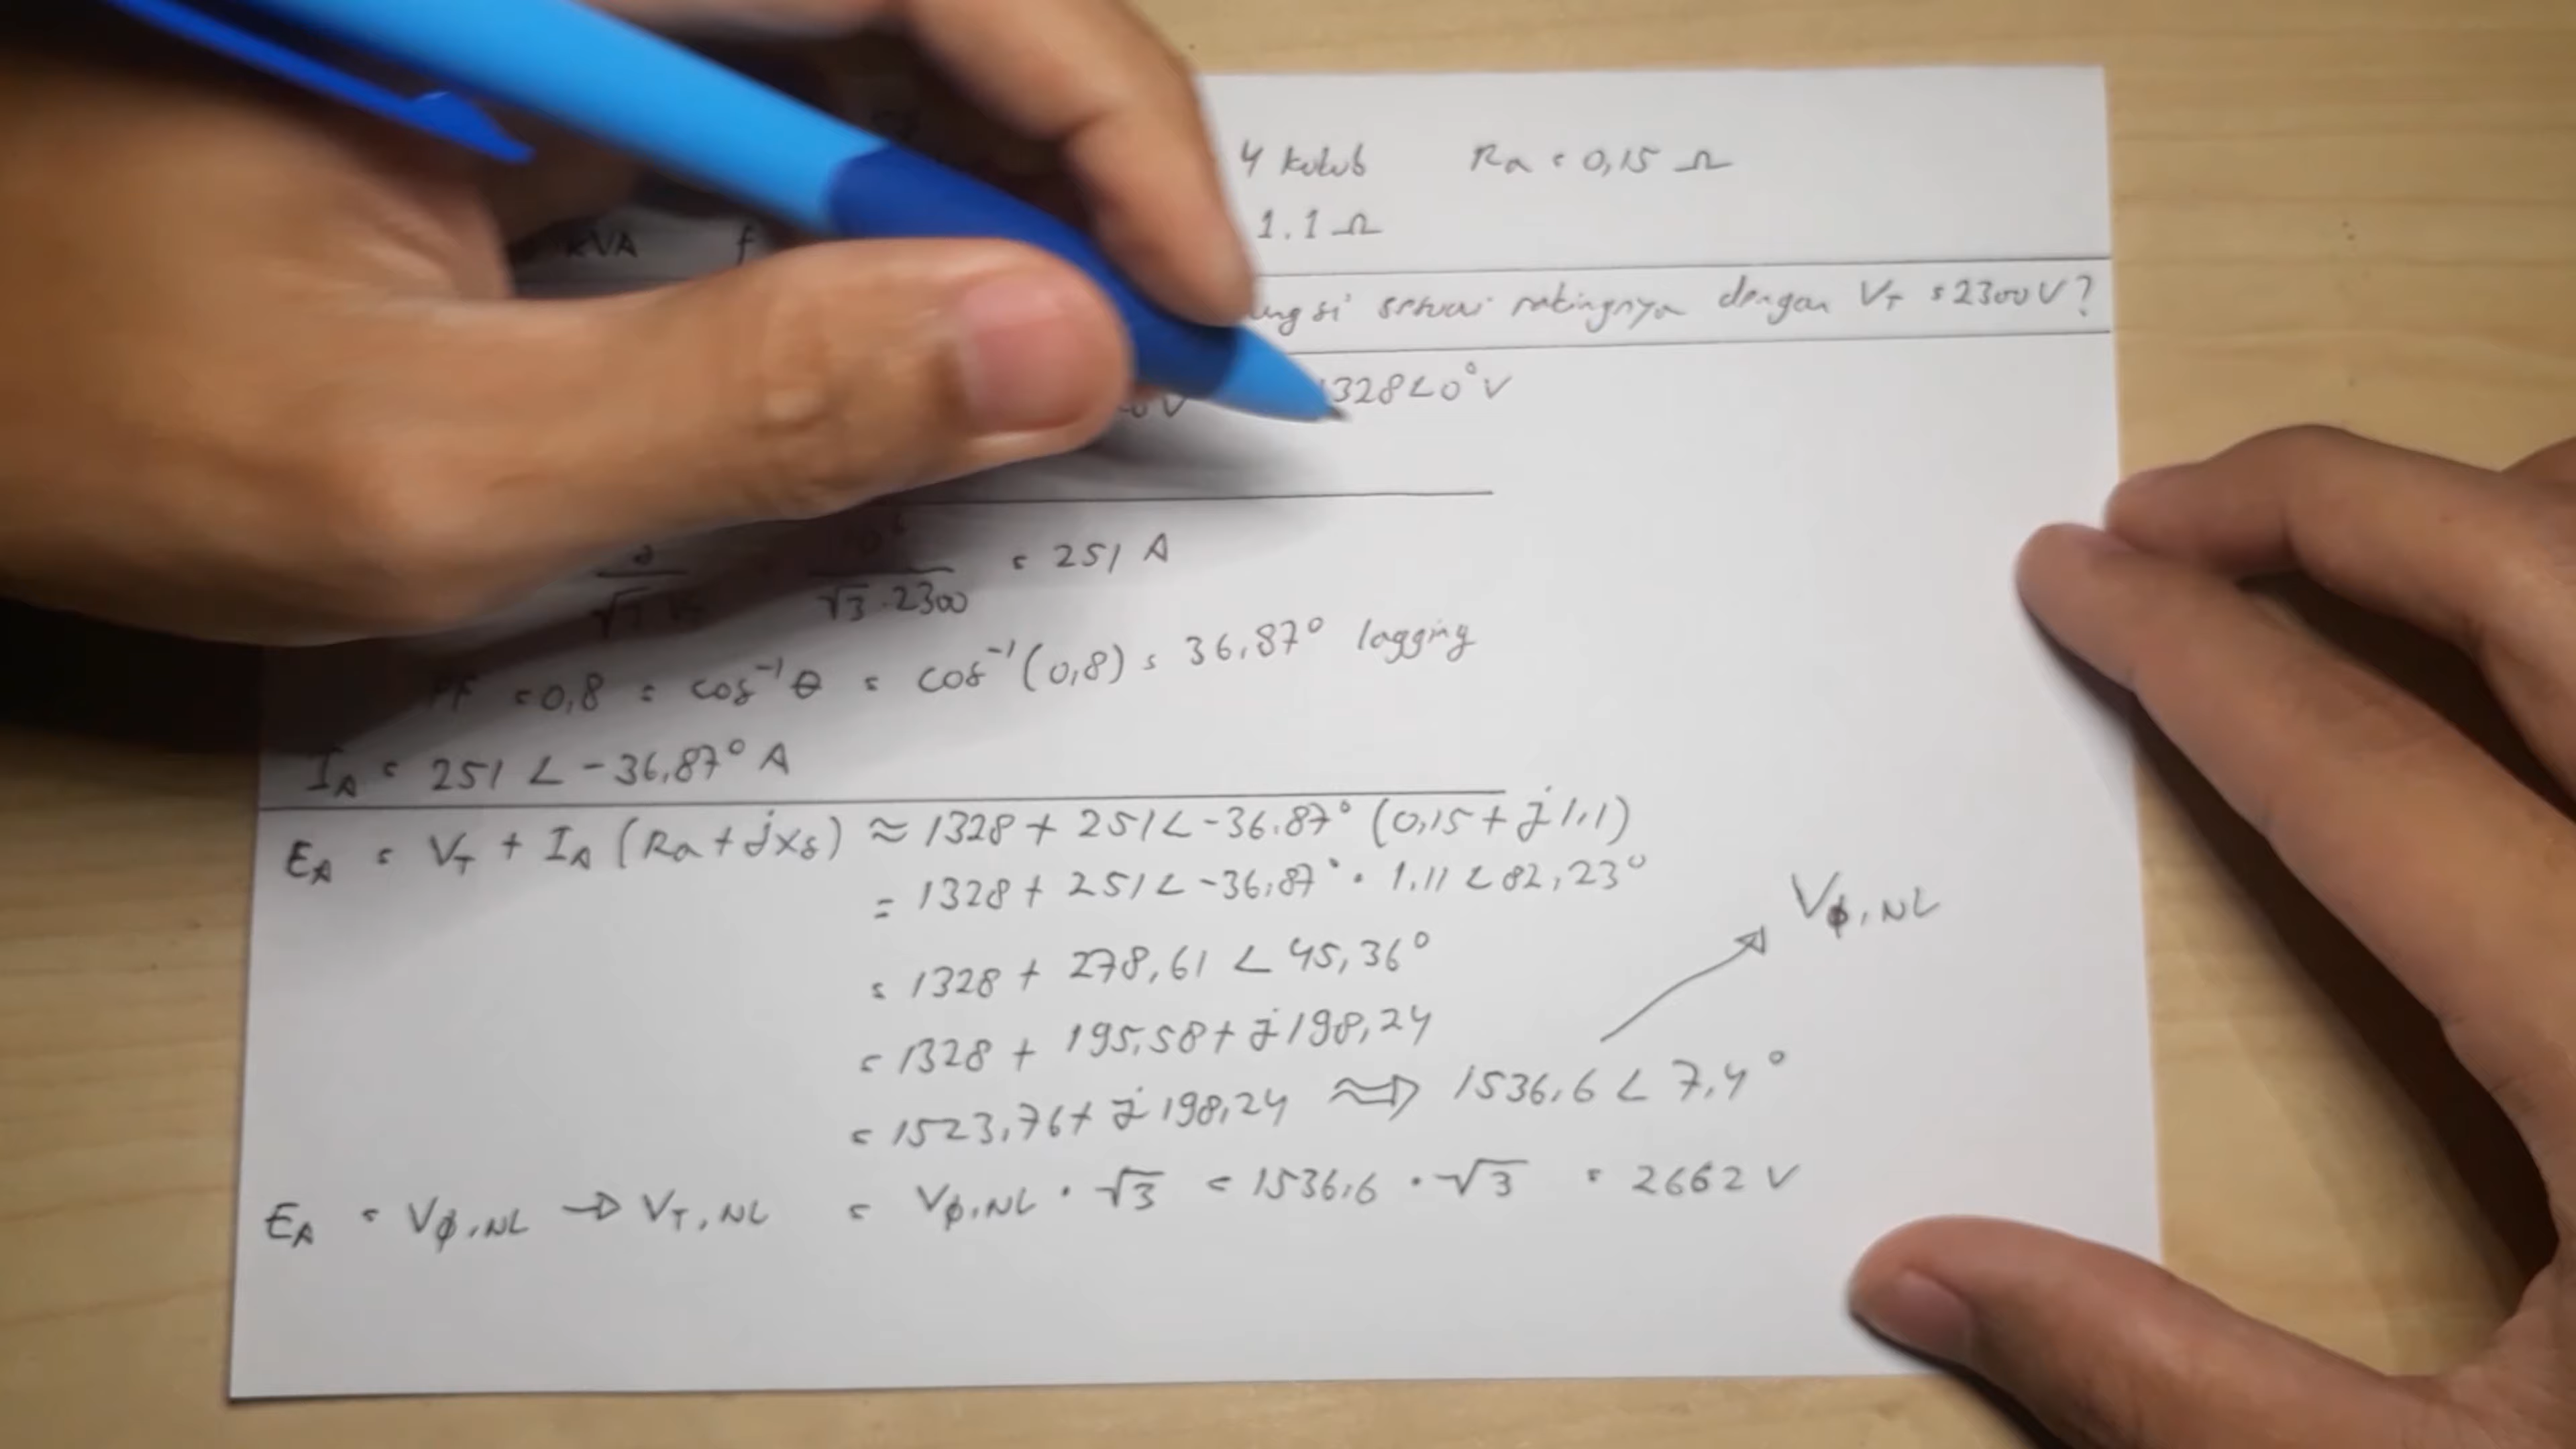 4 kutub Ra = 0,15 Ω
kVA f 1.1 Ω
ungsi sesuai ratingnya dengan VT = 2300 V?
328∠0° V
√3 · 2300 = 251 A
PF = 0,8 = cos⁻¹ θ = cos⁻¹ (0,8) = 36,87° lagging
IA = 251 ∠ -36,87° A
EA = VT + IA (Ra + jXs) ≈ 1328 + 251∠-36.87° (0,15 + j1,1)
= 1328 + 251∠-36,87° · 1.11∠82,23°
= 1328 + 278,61 ∠ 45,36°
Vϕ,NL
= 1328 + 195,58 + j198,24
= 1523,76 + j198,24 ⇒ 1536,6 ∠ 7,4°
EA = Vϕ,NL → VT,NL = Vϕ,NL · √3 = 1536,6 · √3 = 2662 V